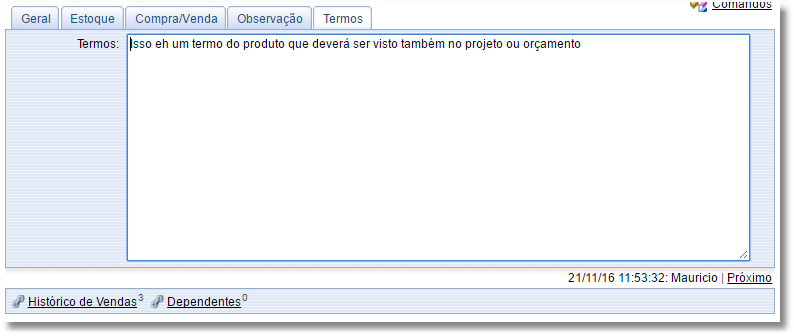 Comandos
Geral Estoque Compra/Venda Observação Termos
Termos: Isso eh um termo do produto que deverá ser visto também no projeto ou orçamento
21/11/16 11:53:32: Mauricio | Próximo
Histórico de Vendas 3 Dependentes 0